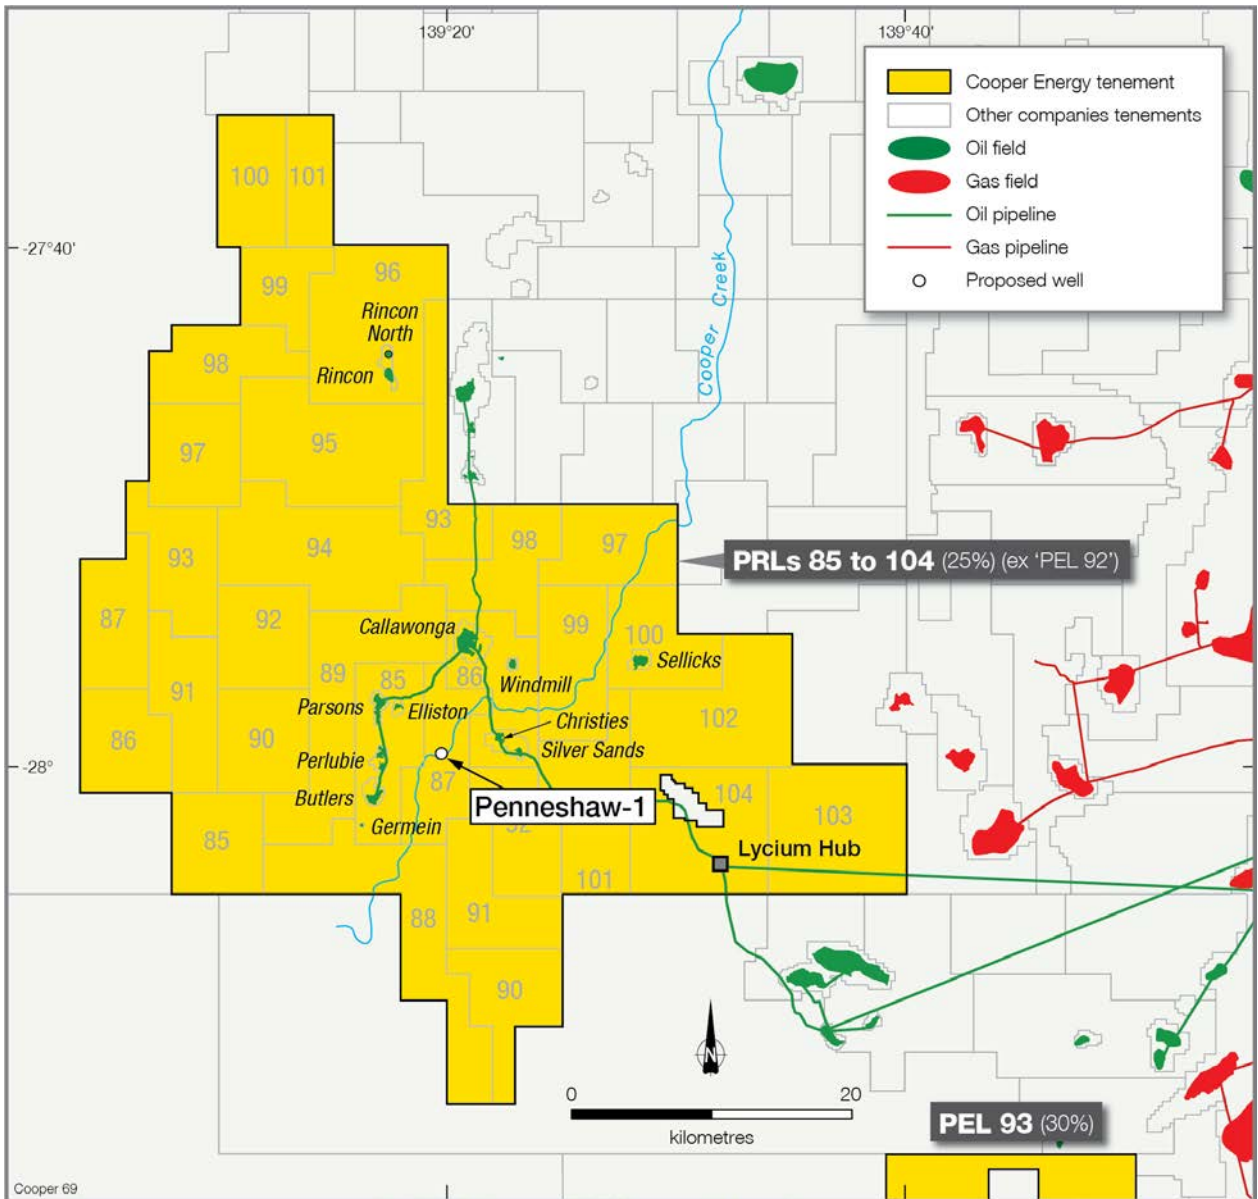 139°20'
139°40'
Cooper Energy tenement
Other companies tenements
Oil field
Gas field
Oil pipeline
Gas pipeline
Proposed well
100
101
-27°40'
99
96
Rincon
North
Rincon
98
Cooper Creek
97
95
93
98
97
93
94
PRLs 85 to 104 (25%) (ex ‘PEL 92’)
87
92
Callawonga
99
100
Sellicks
89
85
86
Windmill
91
Parsons
Elliston
Christies
102
86
90
Perlubie
Silver Sands
-28°
87
Butlers
Penneshaw-1
104
103
Germein
92
85
Lycium Hub
101
88
91
90
N
0
20
kilometres
PEL 93 (30%)
Cooper 69